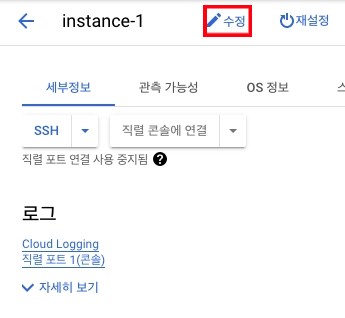 instance-1 수정 재설정
세부정보 관측 가능성 OS 정보
SSH 직렬 콘솔에 연결
직렬 포트 연결 사용 중지됨 ?
로그
Cloud Logging
직렬 포트 1(콘솔)
자세히 보기